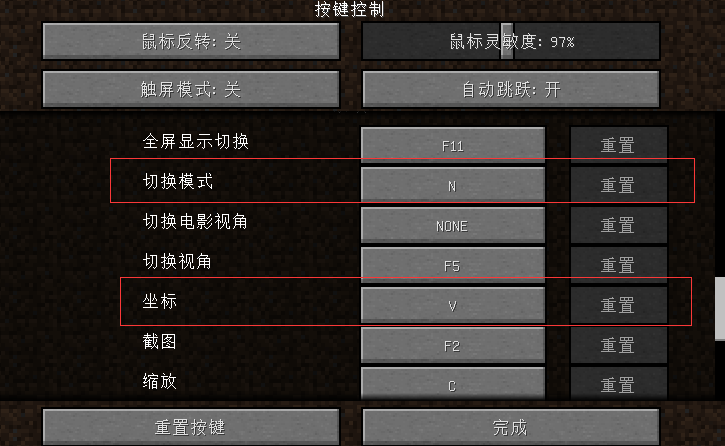 按键控制
鼠标反转: 关
鼠标灵敏度: 97%
触屏模式: 关
自动跳跃: 开
全屏显示切换 F11 重置
切换模式 N 重置
切换电影视角 NONE 重置
切换视角 F5 重置
坐标 V 重置
截图 F2 重置
缩放 C 重置
重置按键
完成